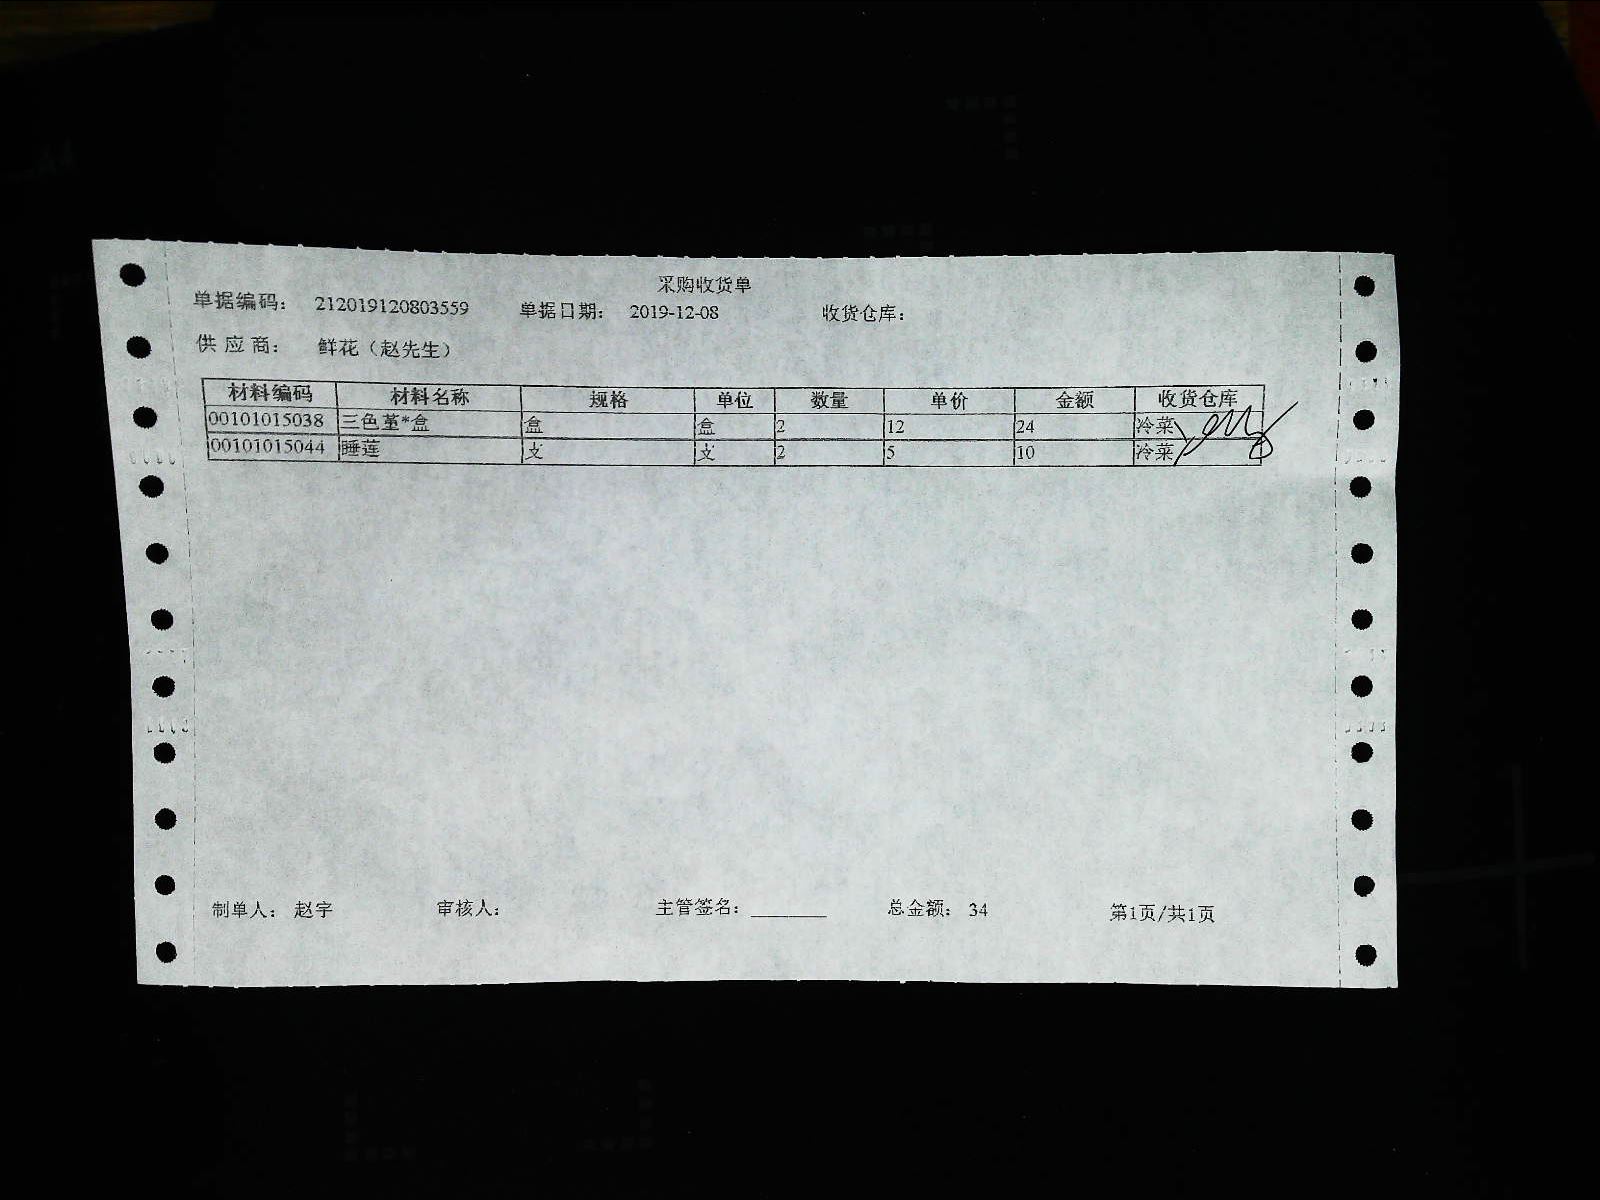 采购收货单
单据编码： 212019120803559 单据日期： 2019-12-08 收货仓库：
供 应 商： 鲜花（赵先生）
材料编码 材料名称 规格 单位 数量 单价 金额 收货仓库
00101015038 三色堇*盒 盒 盒 2 12 24 冷菜
00101015044 睡莲 支 支 2 5 10 冷菜
制单人： 赵宇 审核人： 主管签名：________ 总金额： 34 第1页/共1页